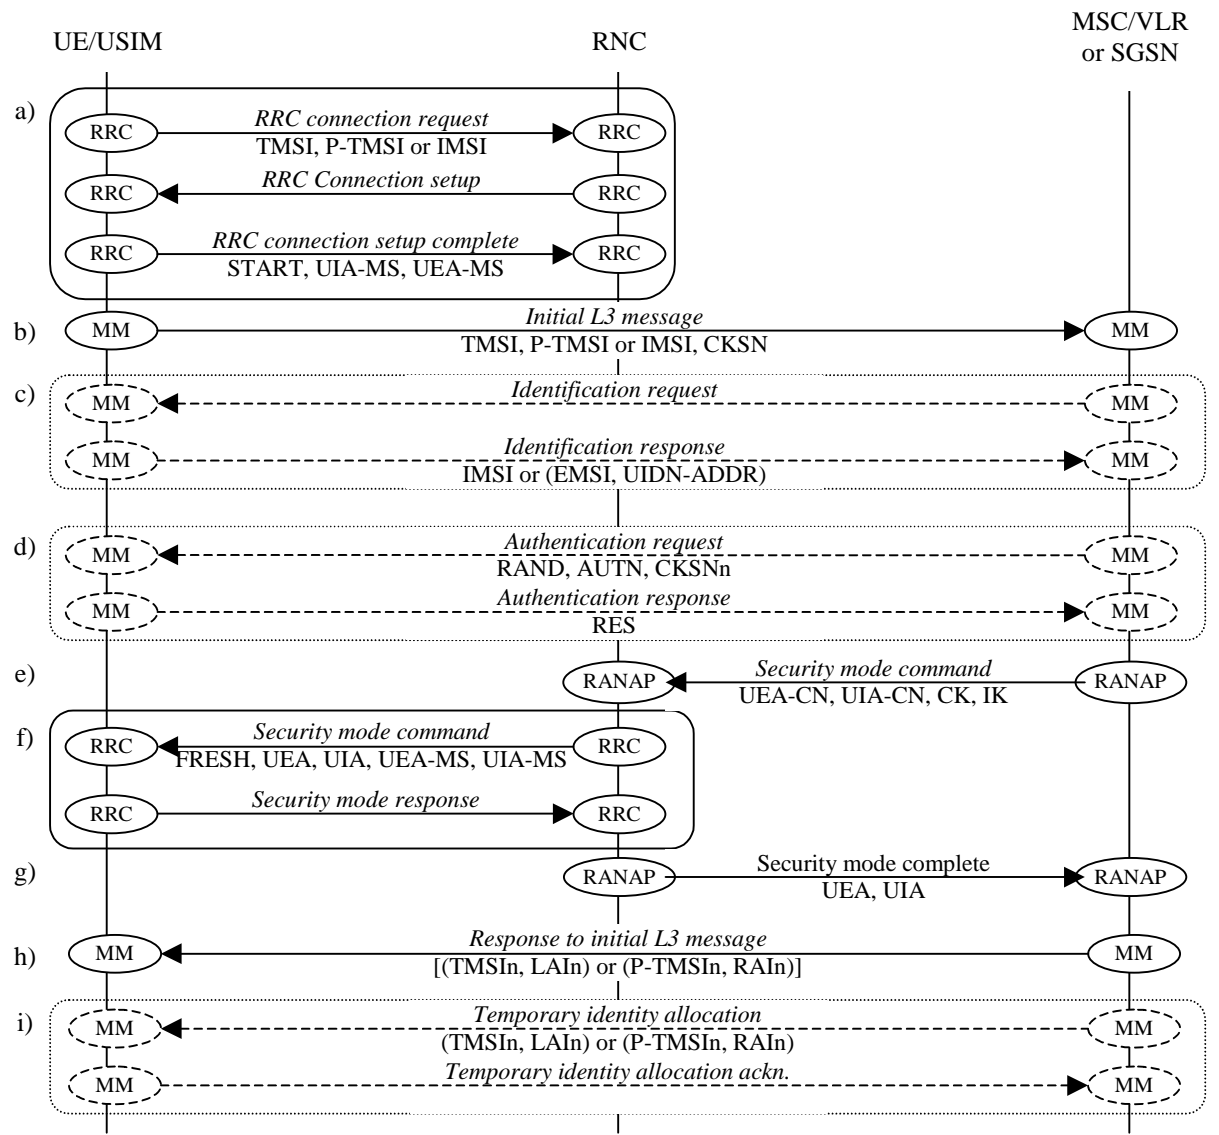 UE/USIM
RNC
MSC/VLR
or SGSN
a)
RRC
RRC connection request
TMSI, P-TMSI or IMSI
RRC
RRC
RRC Connection setup
RRC
RRC
RRC connection setup complete
START, UIA-MS, UEA-MS
RRC
b)
MM
Initial L3 message
TMSI, P-TMSI or IMSI, CKSN
MM
c)
MM
Identification request
MM
MM
Identification response
IMSI or (EMSI, UIDN-ADDR)
MM
d)
MM
Authentication request
RAND, AUTN, CKSNn
MM
MM
Authentication response
RES
MM
e)
RANAP
Security mode command
UEA-CN, UIA-CN, CK, IK
RANAP
f)
RRC
Security mode command
FRESH, UEA, UIA, UEA-MS, UIA-MS
RRC
RRC
Security mode response
RRC
g)
RANAP
Security mode complete
UEA, UIA
RANAP
h)
MM
Response to initial L3 message
[(TMSIn, LAIn) or (P-TMSIn, RAIn)]
MM
i)
MM
Temporary identity allocation
(TMSIn, LAIn) or (P-TMSIn, RAIn)
MM
MM
Temporary identity allocation ackn.
MM